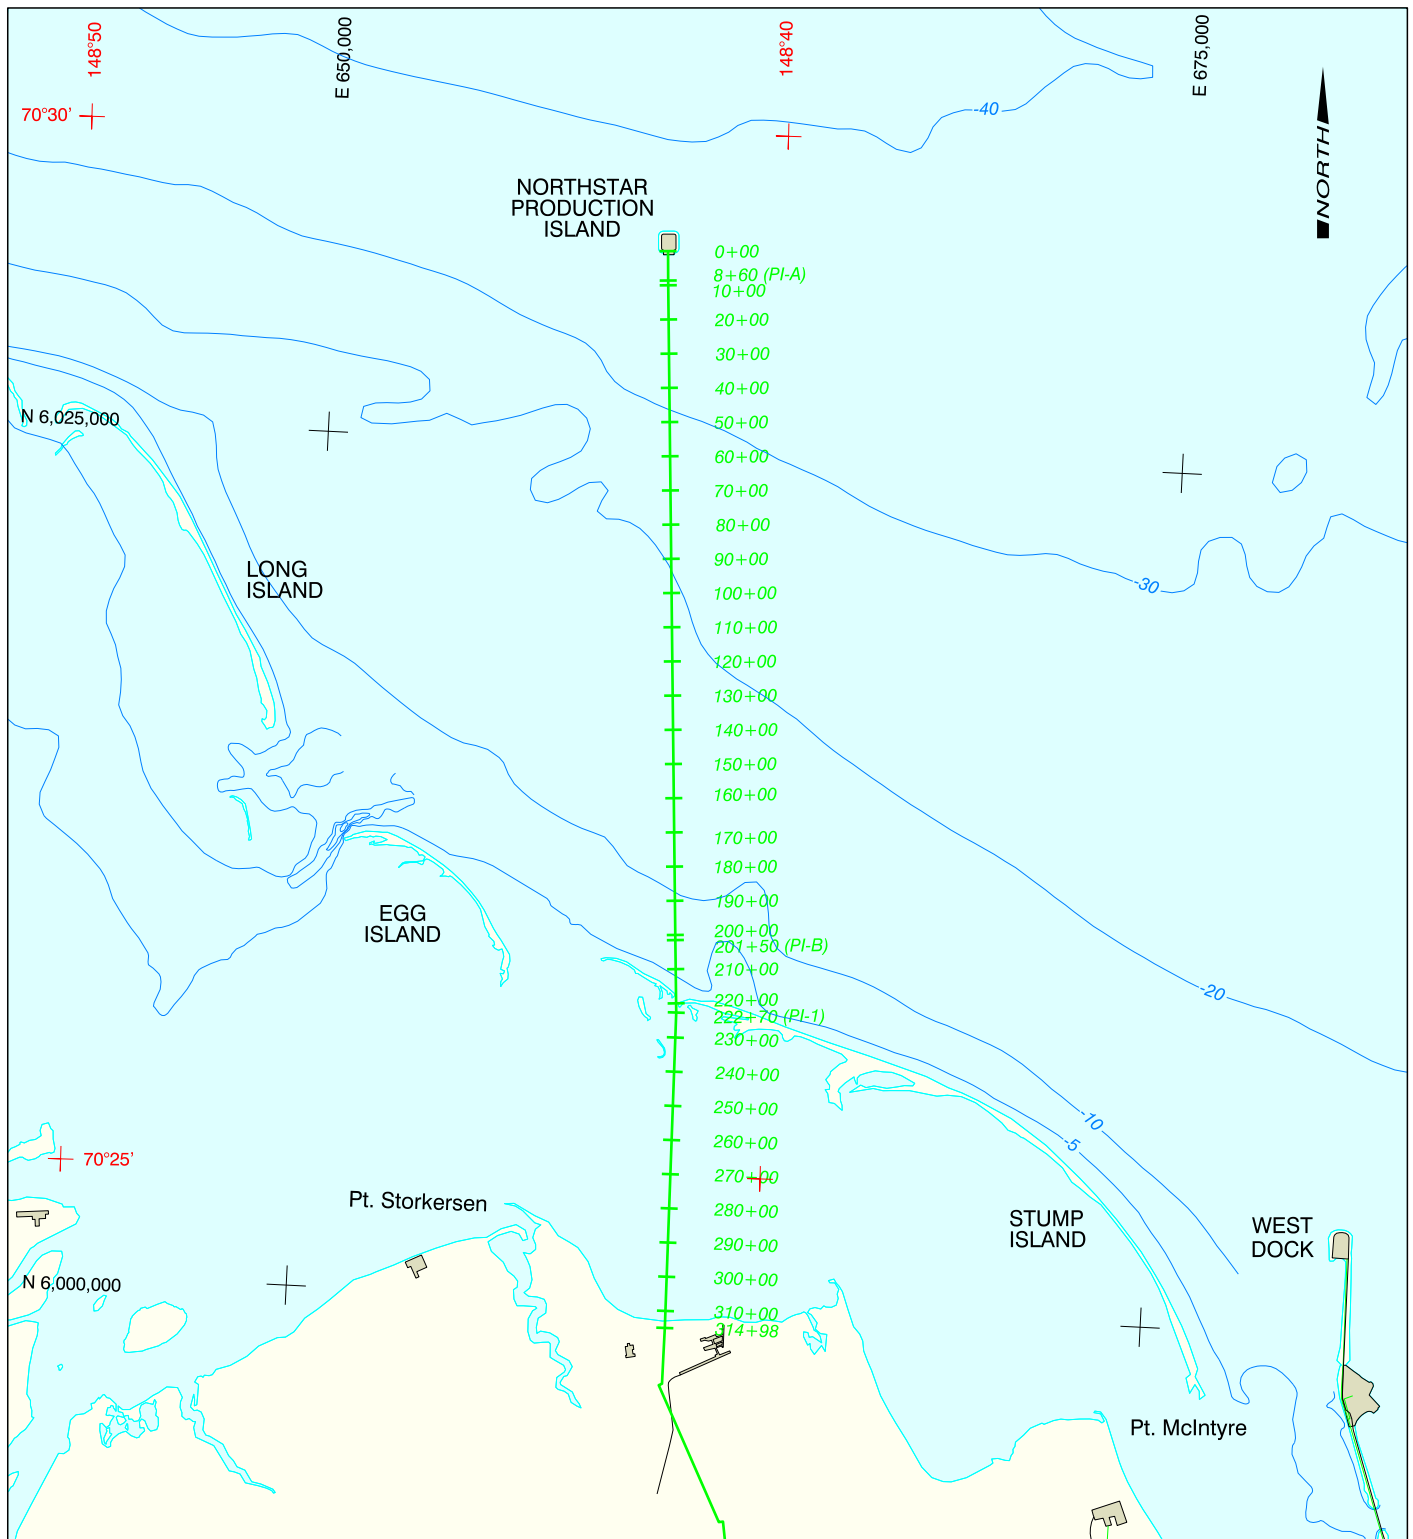 148°50
E 650,000
148°40
E 675,000
70°30'
-40
NORTH
NORTHSTAR
PRODUCTION
ISLAND
0+00
8+60 (PI-A)
10+00
20+00
30+00
40+00
N 6,025,000
50+00
60+00
70+00
80+00
90+00
LONG
ISLAND
-30
100+00
110+00
120+00
130+00
140+00
150+00
160+00
170+00
180+00
190+00
EGG
ISLAND
200+00
201+50 (PI-B)
210+00
-20
220+00
222+70 (PI-1)
230+00
240+00
250+00
-10
-5
260+00
70°25'
270+00
Pt. Storkersen
280+00
STUMP
ISLAND
WEST
DOCK
290+00
N 6,000,000
300+00
310+00
314+98
Pt. McIntyre